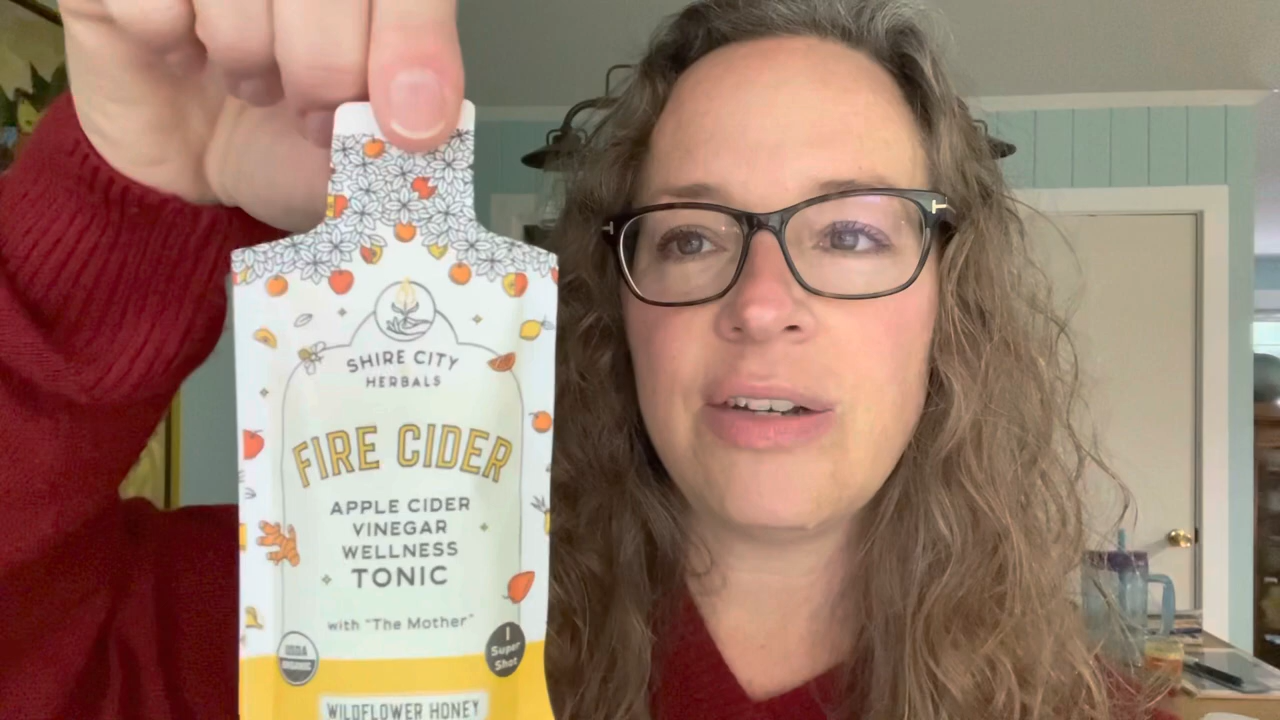 SHIRE CITY
HERBALS
FIRE CIDER
APPLE CIDER
VINEGAR
WELLNESS
TONIC
with "The Mother"
USDA
ORGANIC
1
Super
Shot
WILDFLOWER HONEY